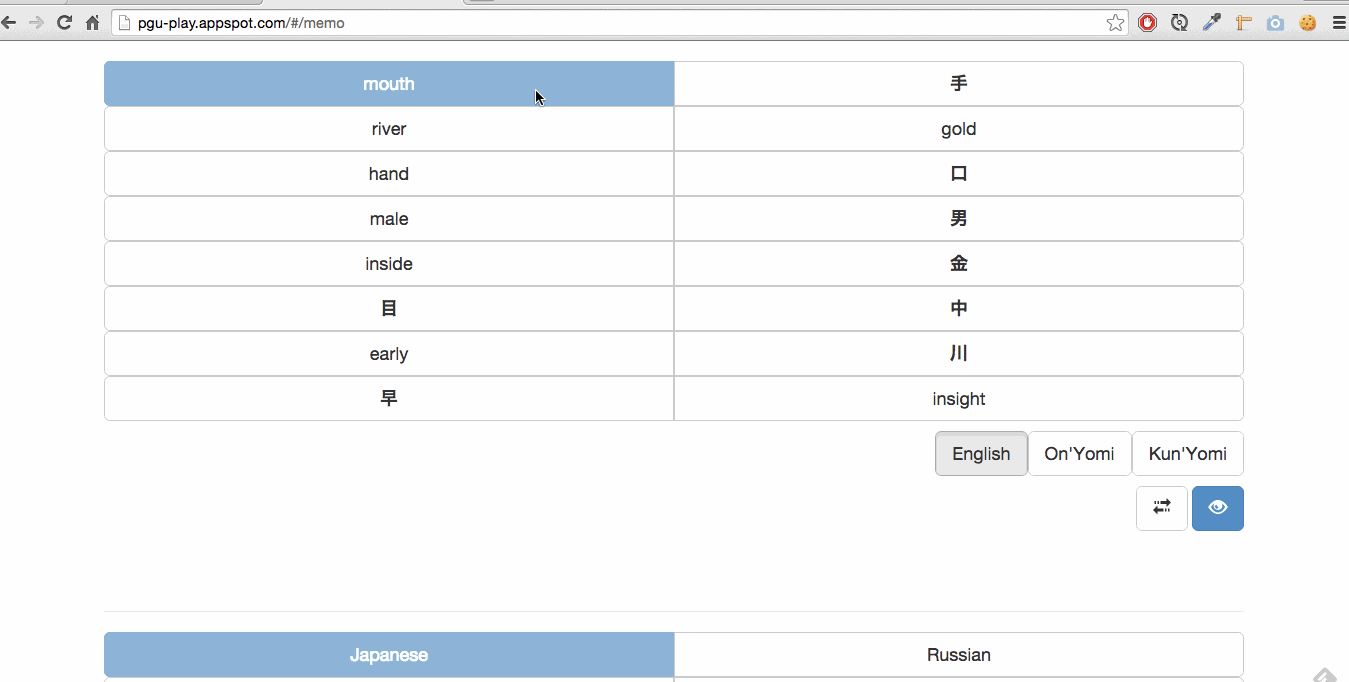 pgu-play.appspot.com/#/memo
mouth 手
river gold
hand 口
male 男
inside 金
目 中
early 川
早 insight
English On'Yomi Kun'Yomi
Japanese Russian